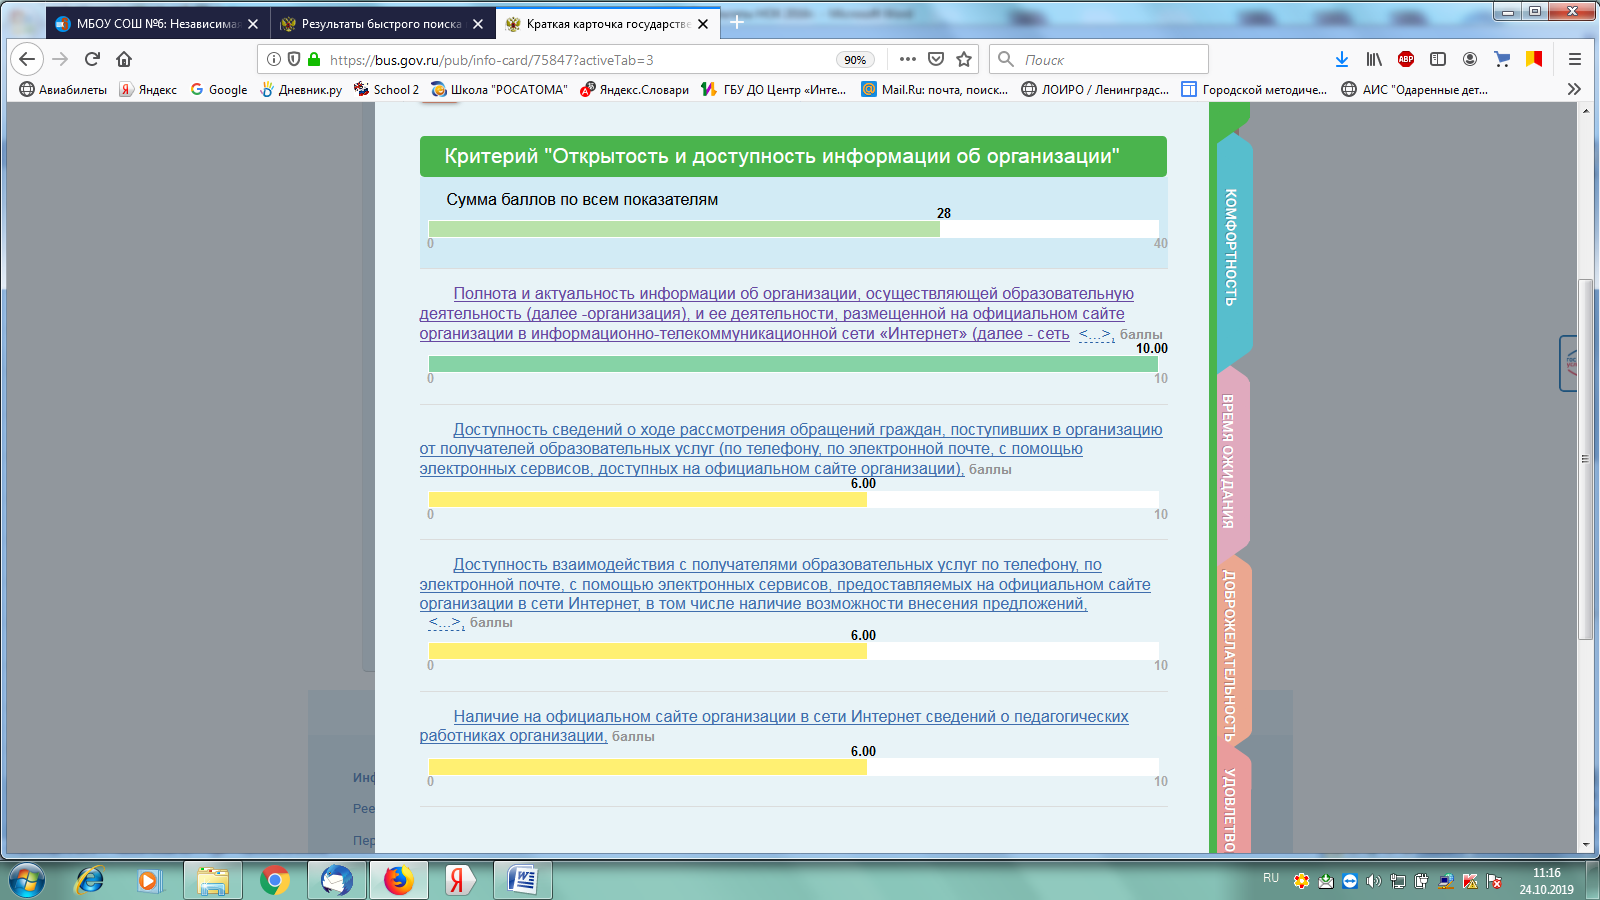 МБОУ СОШ №6: Независима
Результаты быстрого поиска
Краткая карточка государстве
https://bus.gov.ru/pub/info-card/75847?activeTab=3
90%
Поиск
Авиабилеты
Яндекс
Google
Дневник.ру
School 2
Школа "РОСАТОМА"
Яндекс.Словари
ГБУ ДО Центр «Инте...
Mail.Ru: почта, поиск...
ЛОИРО / Ленинградс...
Городской методиче...
АИС "Одаренные дет...
Критерий "Открытость и доступность информации об организации"
Сумма баллов по всем показателям
28
0
40
Полнота и актуальность информации об организации, осуществляющей образовательную
деятельность (далее -организация), и ее деятельности, размещенной на официальном сайте
организации в информационно-телекоммуникационной сети «Интернет» (далее - сеть <...>, баллы
10.00
0
10
Доступность сведений о ходе рассмотрения обращений граждан, поступивших в организацию
от получателей образовательных услуг (по телефону, по электронной почте, с помощью
электронных сервисов, доступных на официальном сайте организации), баллы
6.00
0
10
Доступность взаимодействия с получателями образовательных услуг по телефону, по
электронной почте, с помощью электронных сервисов, предоставляемых на официальном сайте
организации в сети Интернет, в том числе наличие возможности внесения предложений,
<...>, баллы
6.00
0
10
Наличие на официальном сайте организации в сети Интернет сведений о педагогических
работниках организации, баллы
6.00
0
10
КОМФОРТНОСТЬ
ВРЕМЯ ОЖИДАНИЯ
ДОБРОЖЕЛАТЕЛЬНОСТЬ
УДОВЛЕТВО
Инф
Рее
Пер
RU
11:16
24.10.2019